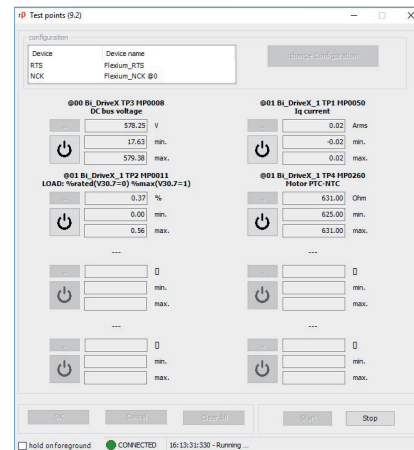 Test points (9.2)
configuration
Device Device name
RTS Flexium_RTS
NCK Flexium_NCK @0
Change Configuration
@00 Bi_DriveX TP3 MP0008
DC bus voltage
578.25 V
17.63 min.
579.38 max.
@01 Bi_DriveX_1 TP1 MP0050
Iq current
0.02 Arms
-0.02 min.
0.02 max.
@01 Bi_DriveX_1 TP2 MP0011
LOAD: %rated(V30.7=0) %max(V30.7=1)
0.37 %
0.00 min.
0.56 max.
@01 Bi_DriveX_1 TP4 MP0260
Motor PTC-NTC
631.00 Ohm
625.00 min.
631.00 max.
---
[]
min.
max.
---
[]
min.
max.
---
[]
min.
max.
---
[]
min.
max.
Cancel Clear All Start Stop
hold on foreground CONNECTED 16:13:31:330 - Running ...